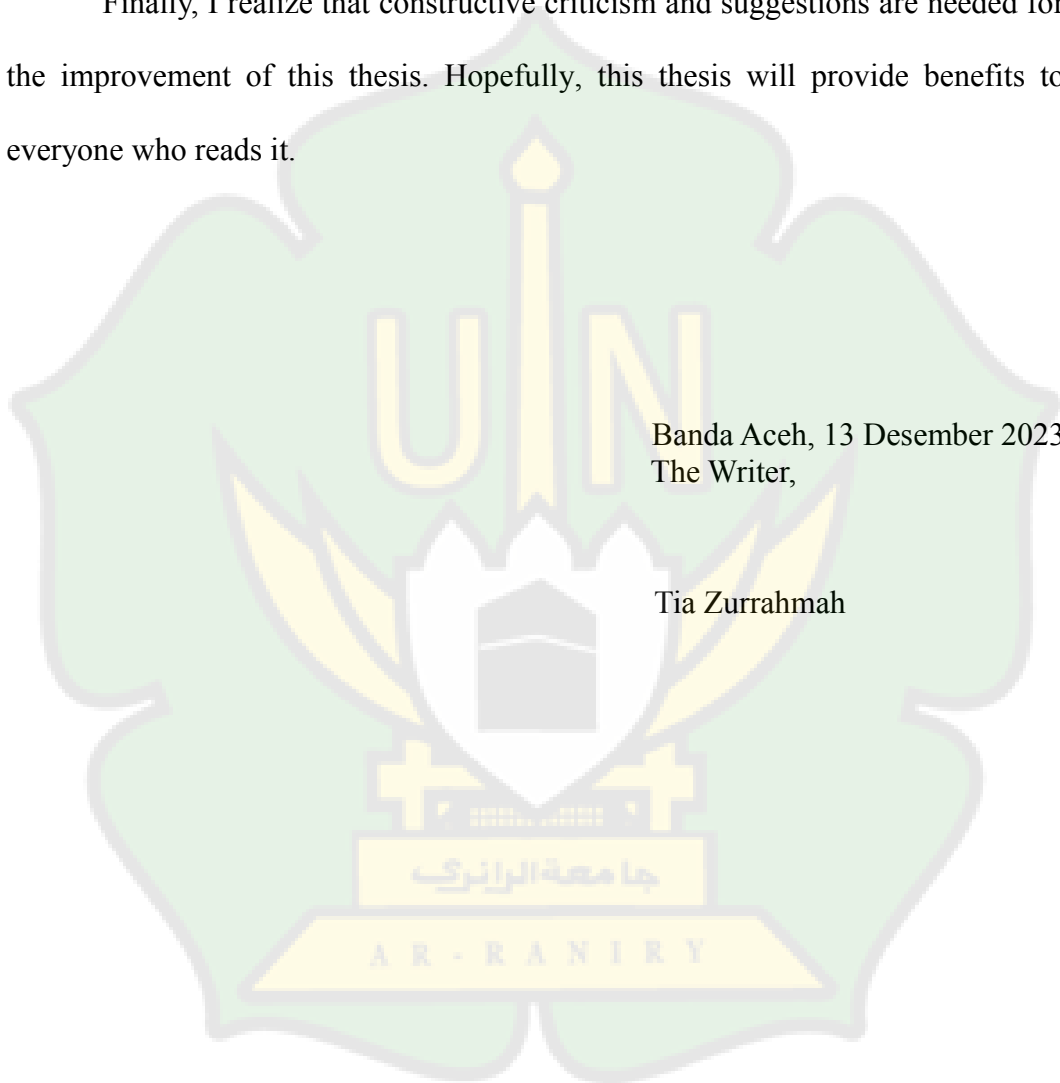 Finally, I realize that constructive criticism and suggestions are needed for
the improvement of this thesis. Hopefully, this thesis will provide benefits to
everyone who reads it.
UIN
Banda Aceh, 13 Desember 2023
The Writer,
Tia Zurrahmah
جامعة الرانري
AR-RANIRY